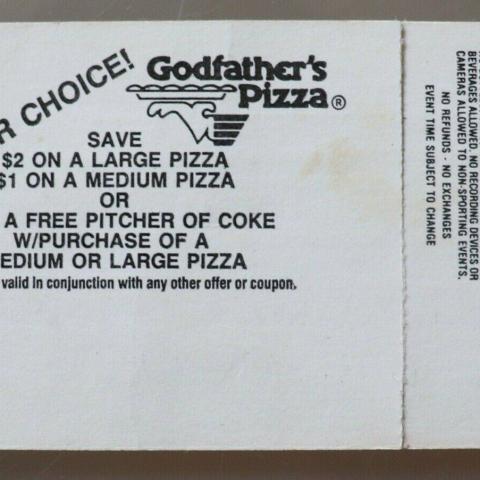 R CHOICE!
Godfather's
Pizza®
SAVE
$2 ON A LARGE PIZZA
$1 ON A MEDIUM PIZZA
OR
A FREE PITCHER OF COKE
W/PURCHASE OF A
EDIUM OR LARGE PIZZA
valid in conjunction with any other offer or coupon.
BEVERAGES ALLOWED. NO RECORDING DEVICES OR
CAMERAS ALLOWED TO NON-SPORTING EVENTS.
NO REFUNDS - NO EXCHANGES
EVENT TIME SUBJECT TO CHANGE